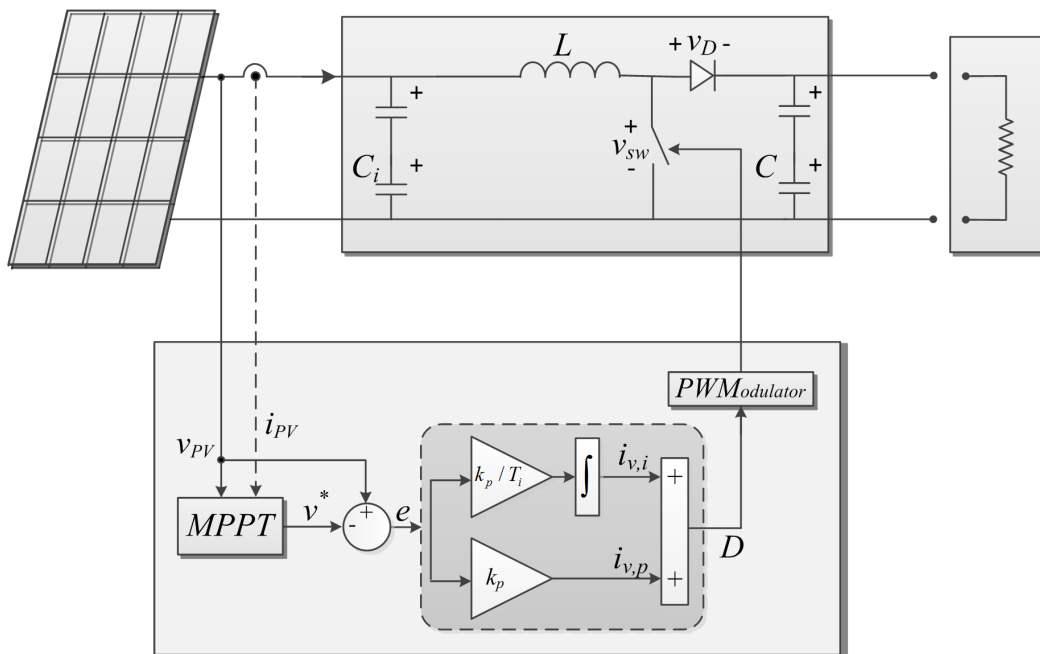 L
+ v_D -
+
+
C_i
+
v_sw
-
+
C
+
PWModulator
v_PV
i_PV
MPPT
v*
+
-
e
k_p / T_i
∫
i_v,i
+
k_p
i_v,p
+
D